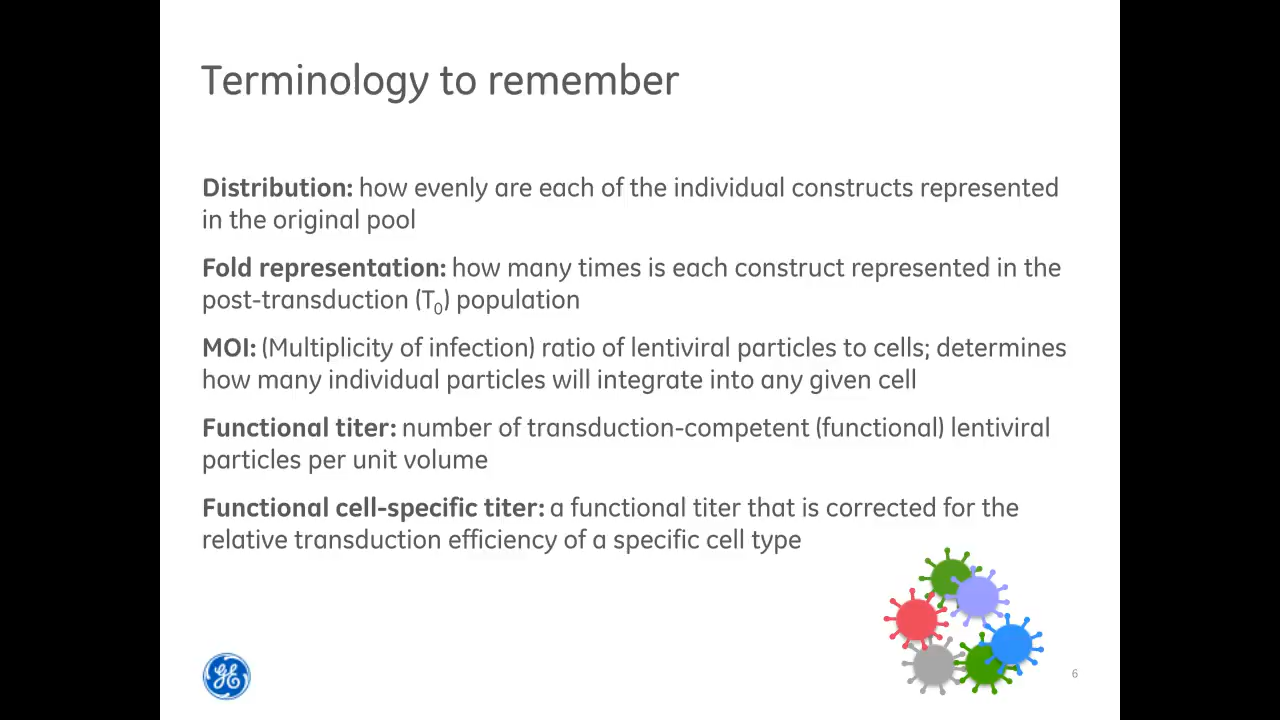 Terminology to remember
Distribution: how evenly are each of the individual constructs represented
in the original pool
Fold representation: how many times is each construct represented in the
post-transduction (T0) population
MOI: (Multiplicity of infection) ratio of lentiviral particles to cells; determines
how many individual particles will integrate into any given cell
Functional titer: number of transduction-competent (functional) lentiviral
particles per unit volume
Functional cell-specific titer: a functional titer that is corrected for the
relative transduction efficiency of a specific cell type
GE
6